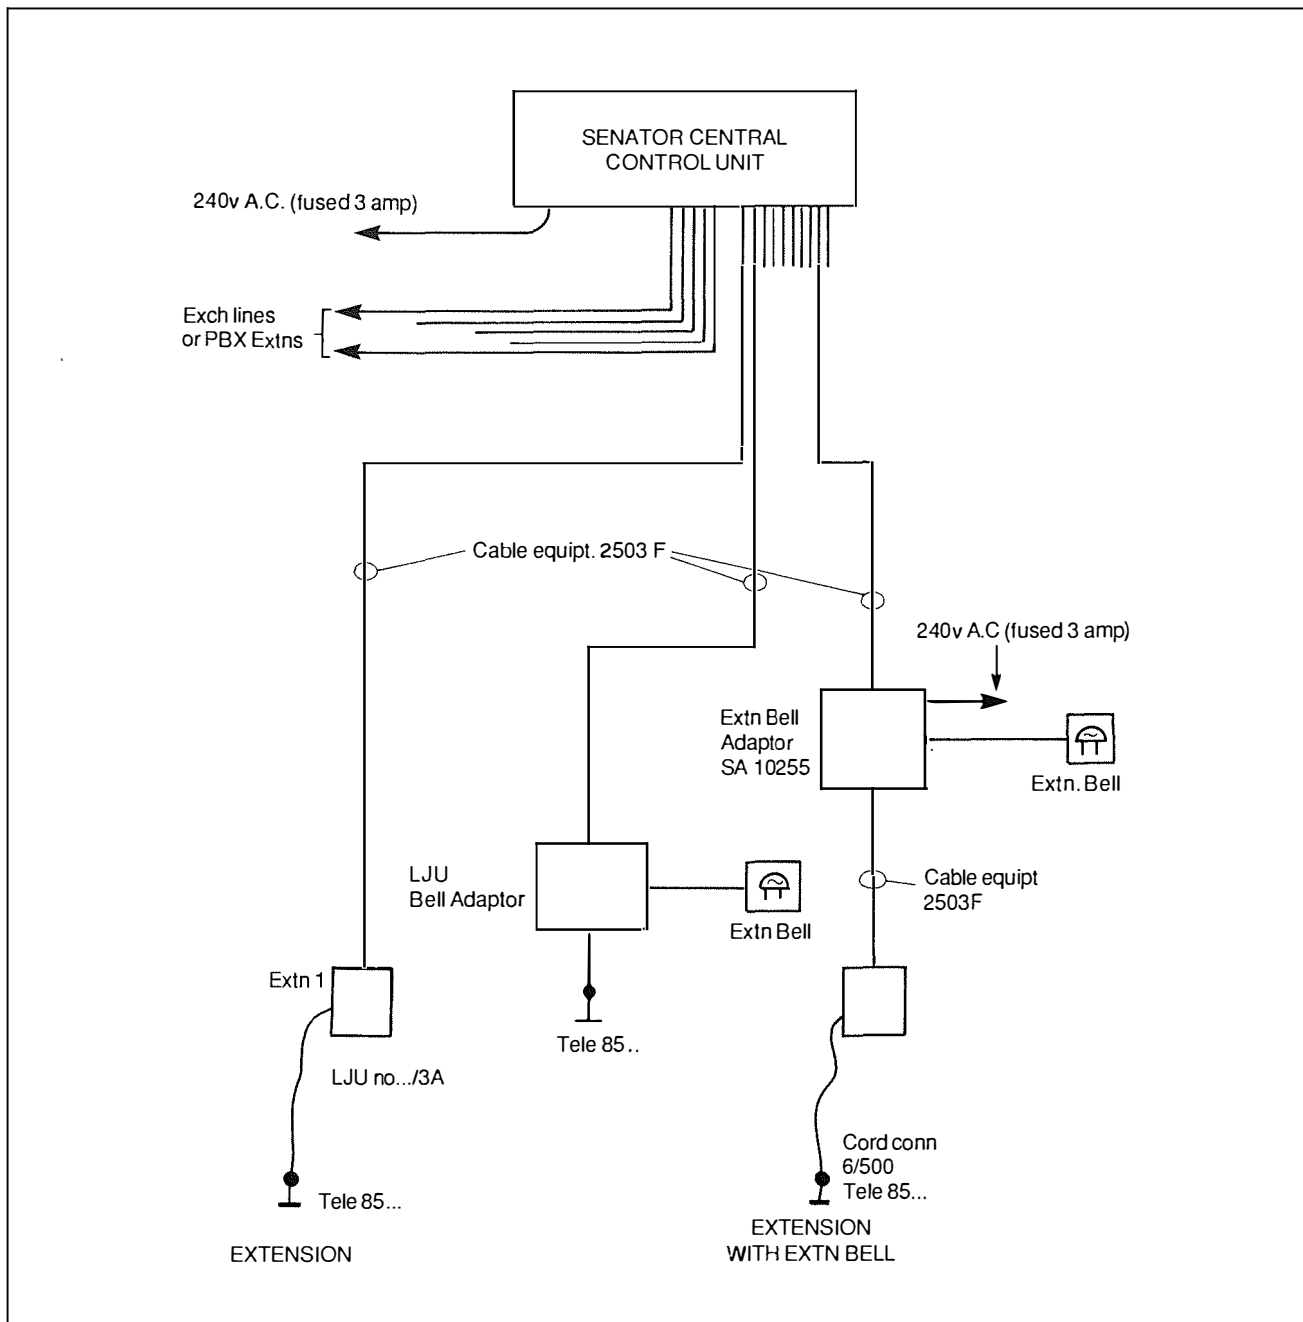 SENATOR CENTRAL
CONTROL UNIT
240v A.C. (fused 3 amp)
Exch lines
or PBX Extns
Cable equipt. 2503 F
240v A.C (fused 3 amp)
Extn Bell
Adaptor
SA 10255
Extn. Bell
LJU
Bell Adaptor
Extn Bell
Cable equipt
2503F
Extn 1
Tele 85..
LJU no.../3A
Cord conn
6/500
Tele 85...
Tele 85...
EXTENSION
WITH EXTN BELL
EXTENSION